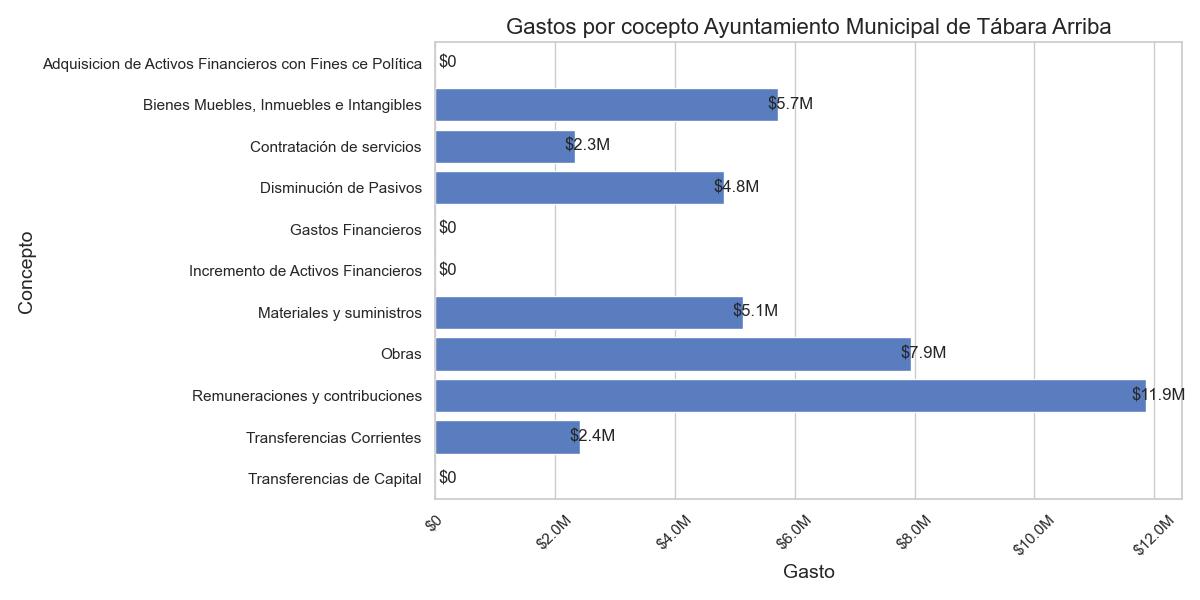 Gastos por cocepto Ayuntamiento Municipal de Tábara Arriba
Concepto
Adquisicion de Activos Financieros con Fines ce Política $0
Bienes Muebles, Inmuebles e Intangibles $5.7M
Contratación de servicios $2.3M
Disminución de Pasivos $4.8M
Gastos Financieros $0
Incremento de Activos Financieros $0
Materiales y suministros $5.1M
Obras $7.9M
Remuneraciones y contribuciones $11.9M
Transferencias Corrientes $2.4M
Transferencias de Capital $0
$0 $2.0M $4.0M $6.0M $8.0M $10.0M $12.0M
Gasto